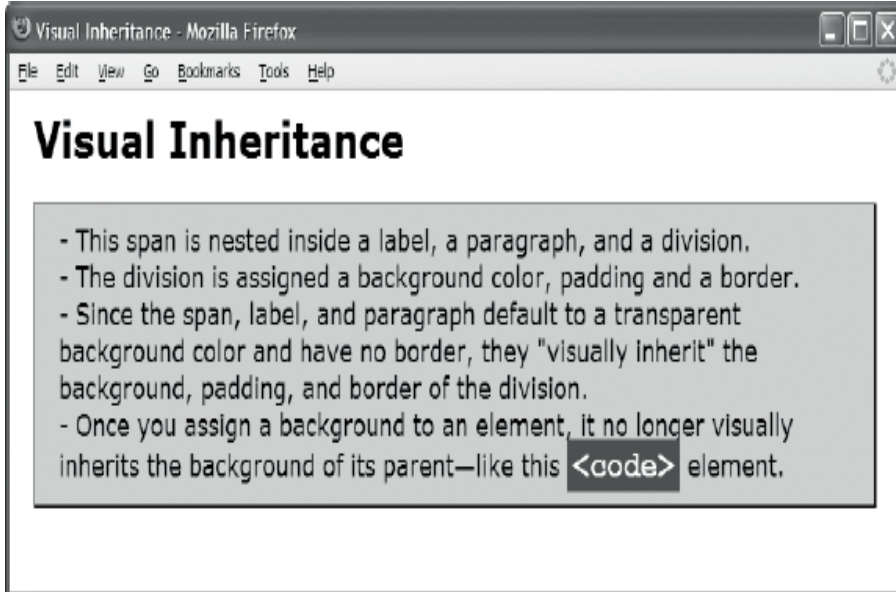 Visual Inheritance - Mozilla Firefox
File Edit View Go Bookmarks Tools Help
Visual Inheritance
- This span is nested inside a label, a paragraph, and a division.
- The division is assigned a background color, padding and a border.
- Since the span, label, and paragraph default to a transparent
background color and have no border, they "visually inherit" the
background, padding, and border of the division.
- Once you assign a background to an element, it no longer visually
inherits the background of its parent—like this <code> element.